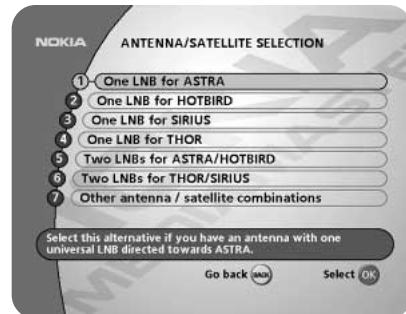 NOKIA
ANTENNA/SATELLITE SELECTION
1 One LNB for ASTRA
2 One LNB for HOTBIRD
3 One LNB for SIRIUS
4 One LNB for THOR
5 Two LNBs for ASTRA/HOTBIRD
6 Two LNBs for THOR/SIRIUS
7 Other antenna / satellite combinations
Select this alternative if you have an antenna with one
universal LNB directed towards ASTRA.
Go back BACK Select OK